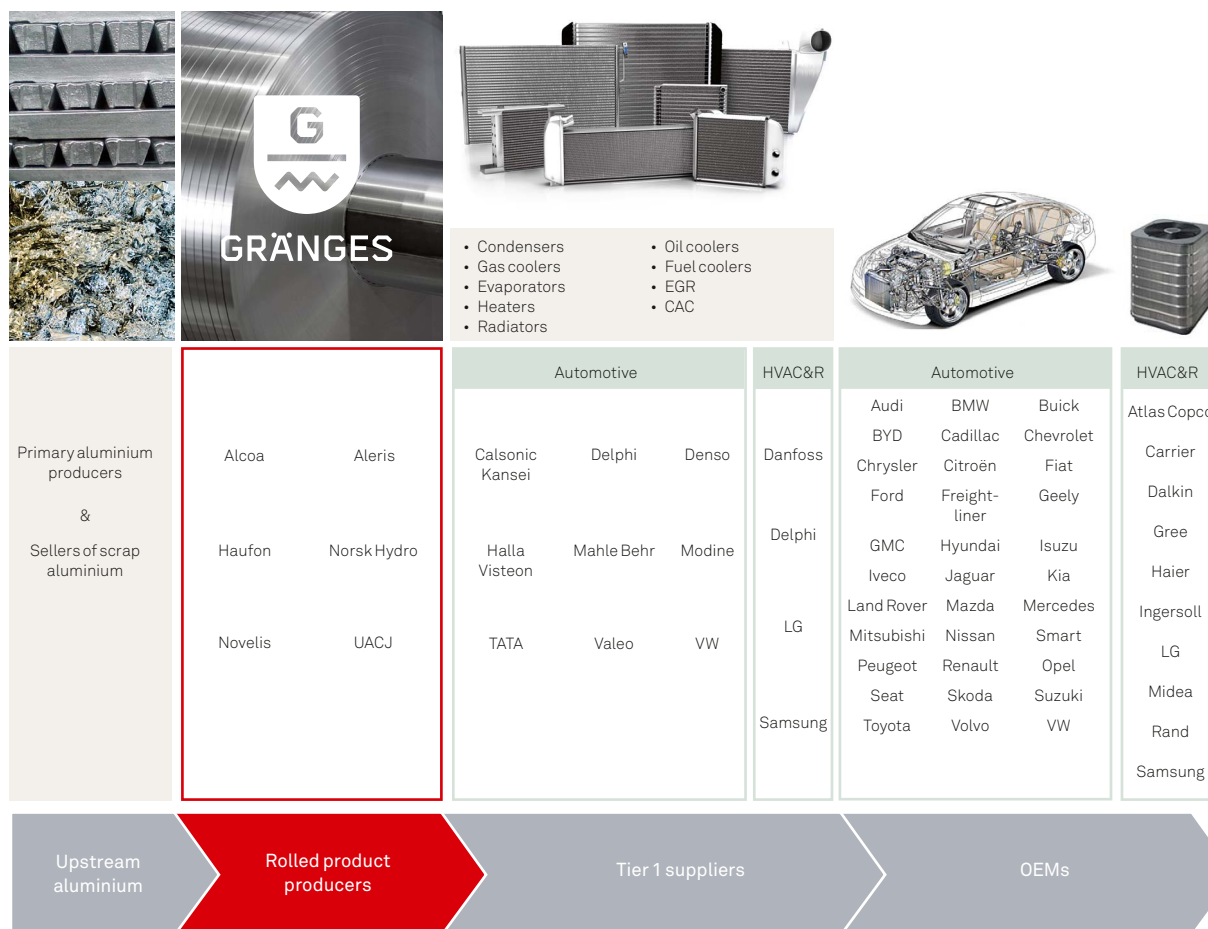 G
GRÄNGES
• Condensers
• Gas coolers
• Evaporators
• Heaters
• Radiators
• Oil coolers
• Fuel coolers
• EGR
• CAC
Primary aluminium
producers
&
Sellers of scrap
aluminium
Alcoa Aleris
Haufon Norsk Hydro
Novelis UACJ
Automotive
Calsonic Delphi Denso
Kansei
Halla Mahle Behr Modine
Visteon
TATA Valeo VW
HVAC&R
Danfoss
Delphi
LG
Samsung
Automotive
Audi BMW Buick
BYD Cadillac Chevrolet
Chrysler Citroën Fiat
Ford Freight- Geely
liner
GMC Hyundai Isuzu
Iveco Jaguar Kia
Land Rover Mazda Mercedes
Mitsubishi Nissan Smart
Peugeot Renault Opel
Seat Skoda Suzuki
Toyota Volvo VW
HVAC&R
Atlas Copco
Carrier
Dalkin
Gree
Haier
Ingersoll
LG
Midea
Rand
Samsung
Upstream
aluminium
Rolled product
producers
Tier 1 suppliers
OEMs